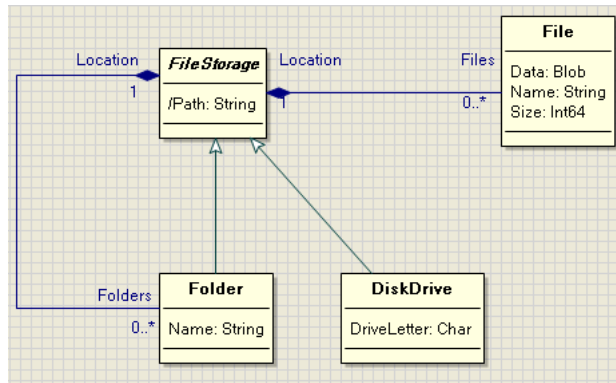 Location
FileStorage
Location
Files
File
1
/Path: String
1
0..*
Data: Blob
Name: String
Size: Int64
Folders
0..*
Folder
Name: String
DiskDrive
DriveLetter: Char